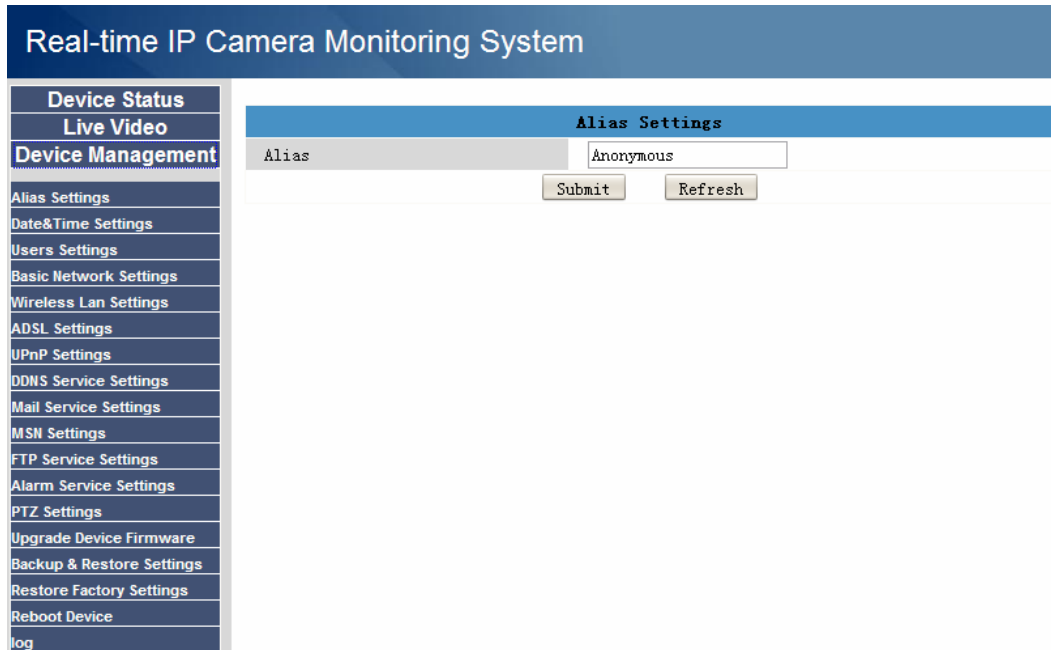 Real-time IP Camera Monitoring System
Device Status
Live Video
Device Management
Alias Settings
Date&Time Settings
Users Settings
Basic Network Settings
Wireless Lan Settings
ADSL Settings
UPnP Settings
DDNS Service Settings
Mail Service Settings
MSN Settings
FTP Service Settings
Alarm Service Settings
PTZ Settings
Upgrade Device Firmware
Backup & Restore Settings
Restore Factory Settings
Reboot Device
log
Alias Settings
Alias Anonymous
Submit Refresh